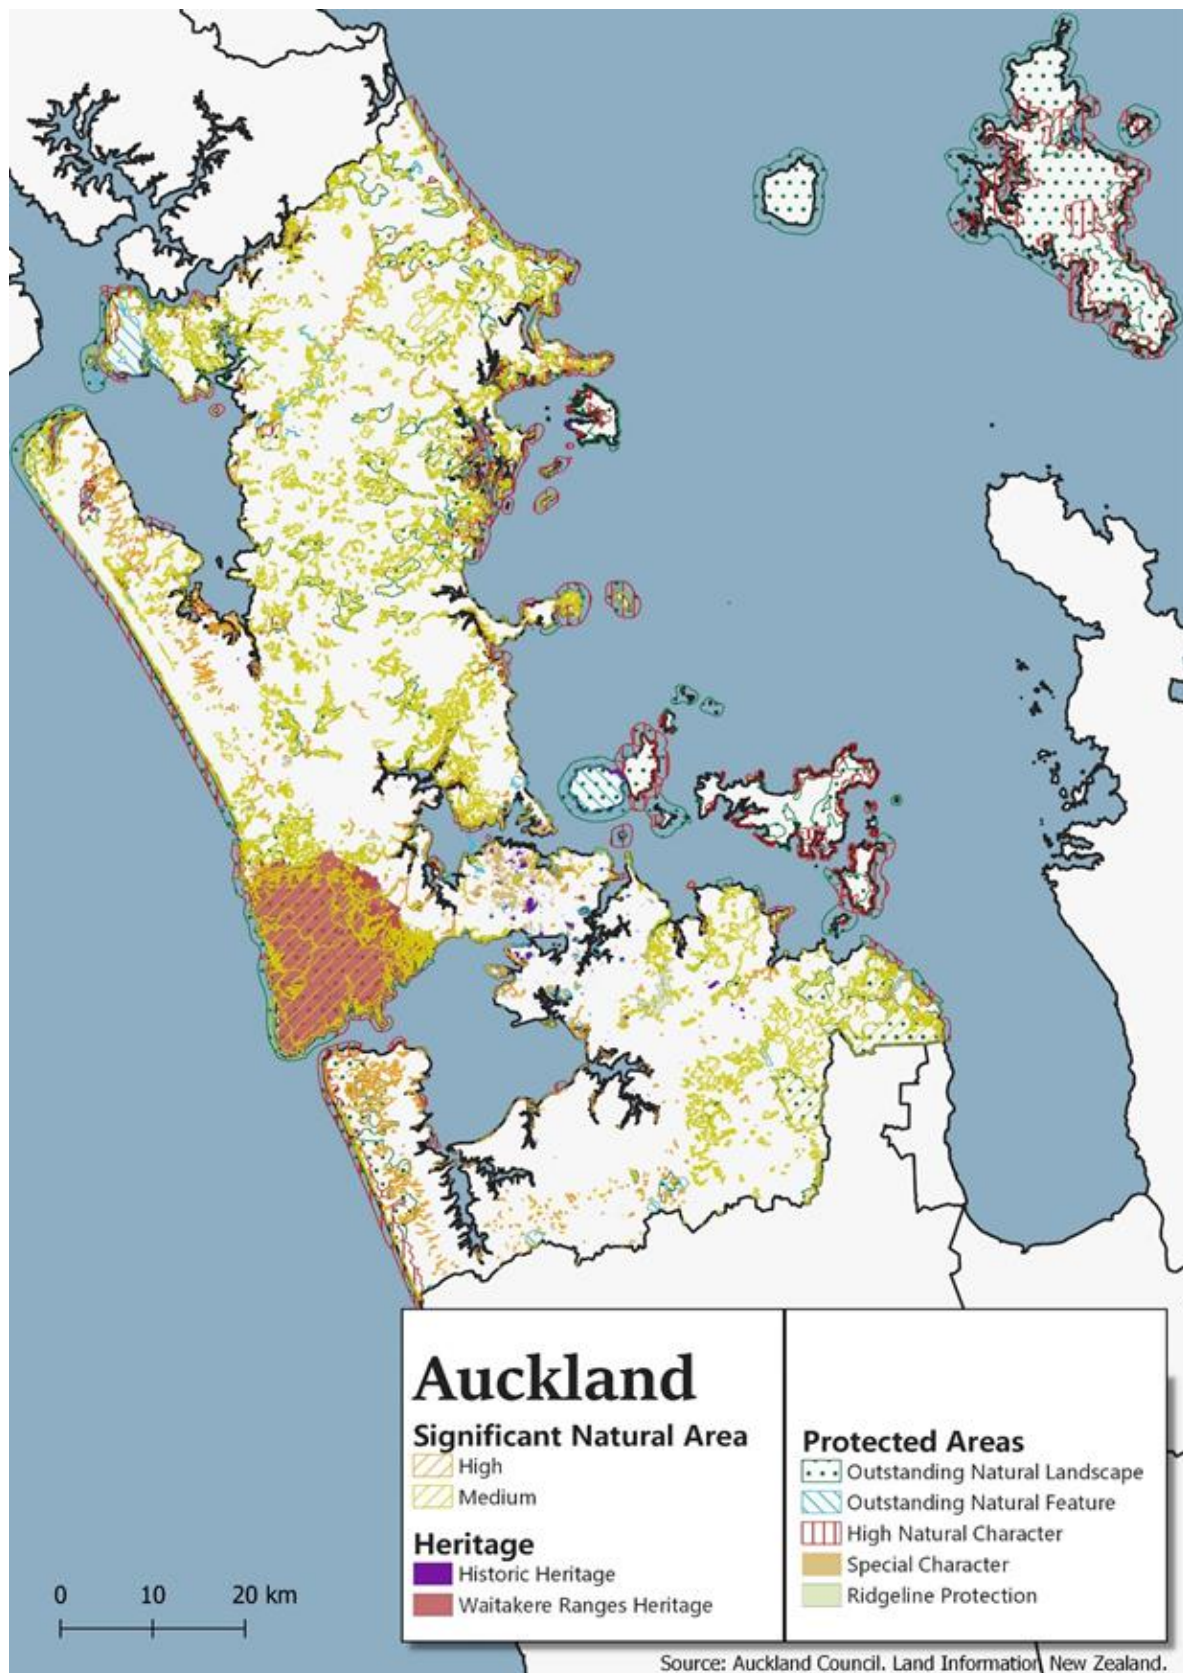 Auckland
Significant Natural Area
High
Medium
Heritage
Historic Heritage
Waitakere Ranges Heritage
Protected Areas
Outstanding Natural Landscape
Outstanding Natural Feature
High Natural Character
Special Character
Ridgeline Protection
0 10 20 km
Source: Auckland Council. Land Information New Zealand.